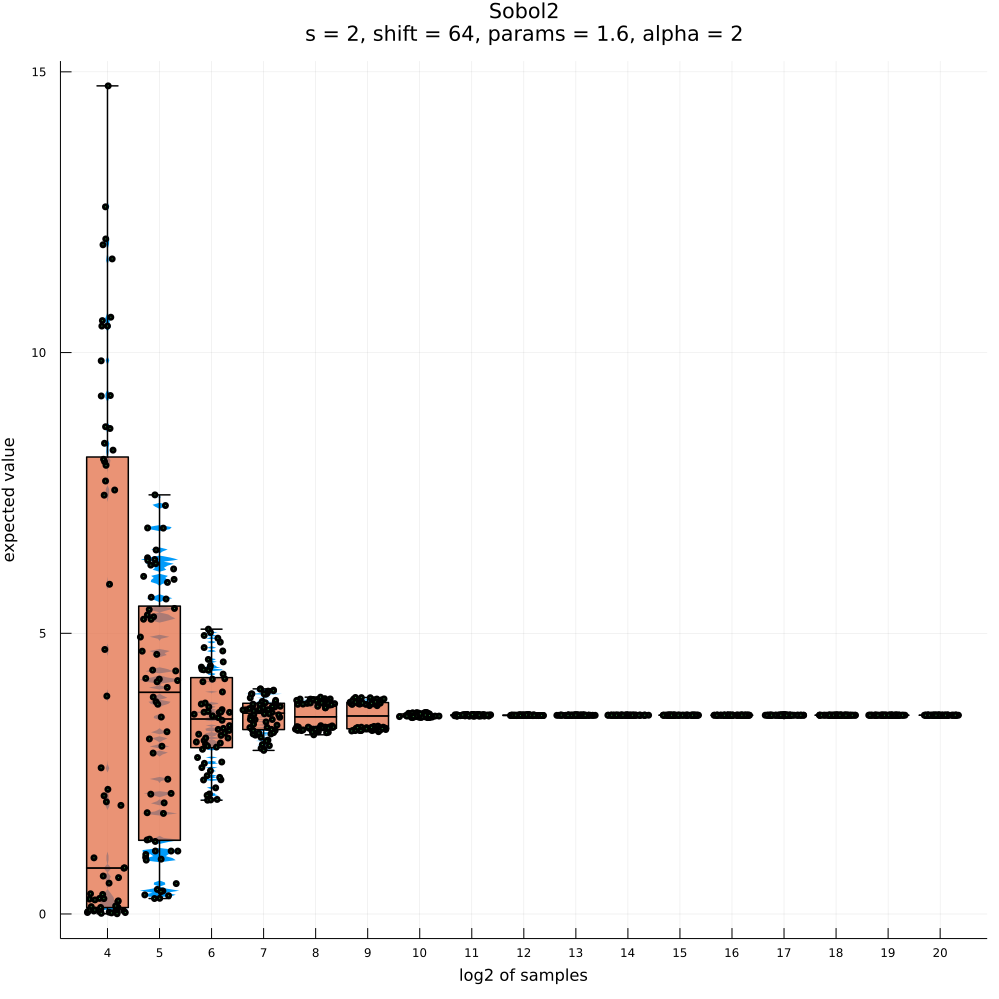 Sobol2
s = 2, shift = 64, params = 1.6, alpha = 2
15
10
5
0
expected value
4 5 6 7 8 9 10 11 12 13 14 15 16 17 18 19 20
log2 of samples